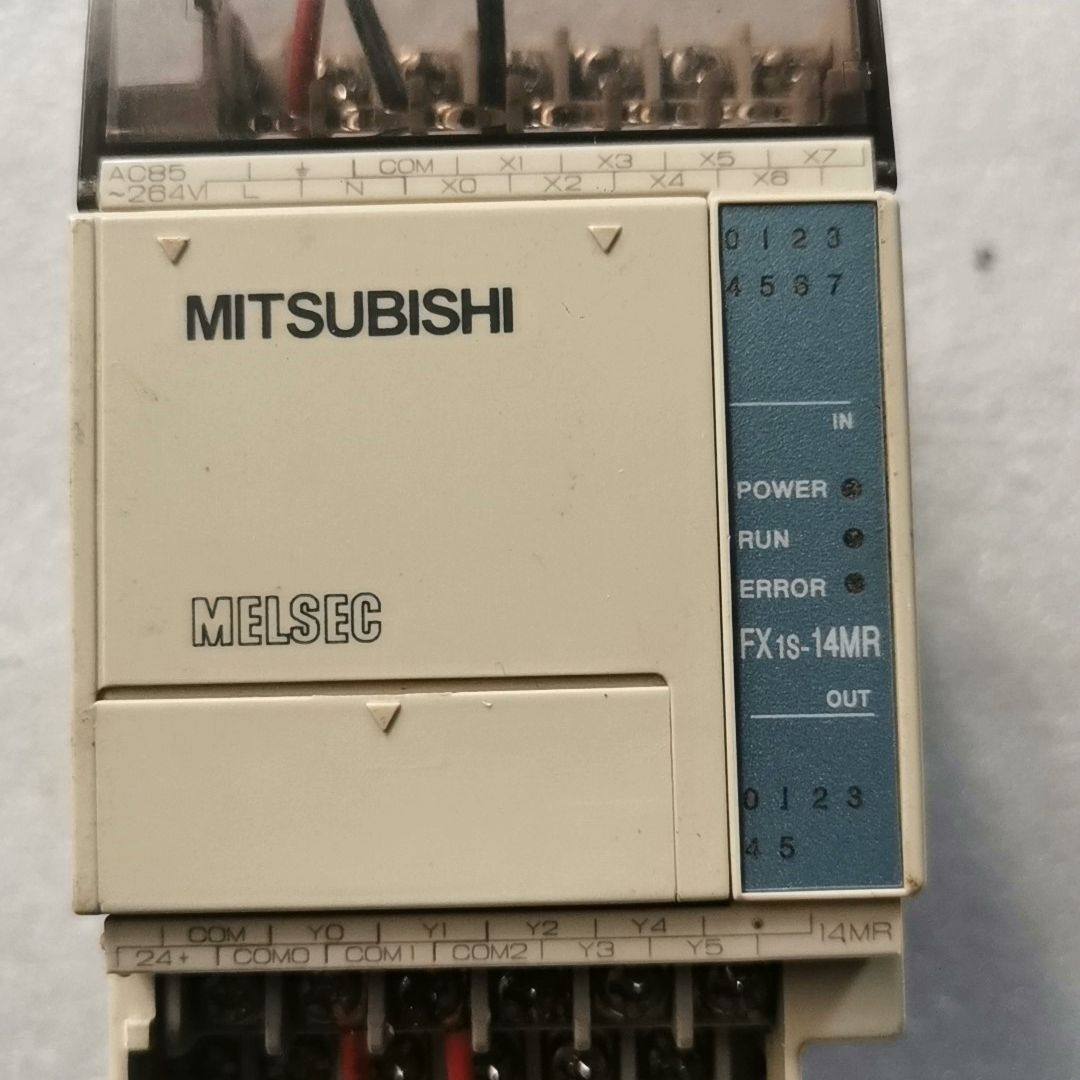 AC85 COM X1 X3 X5 X7
~264V L N X0 X2 X4 X6
0 1 2 3
4 5 6 7
MITSUBISHI
IN
POWER
RUN
ERROR
MELSEC
FX1S-14MR
OUT
0 1 2 3
4 5
COM Y0 Y1 Y2 Y4 • 14MR
24+ COM0 COM1 COM2 Y3 Y5